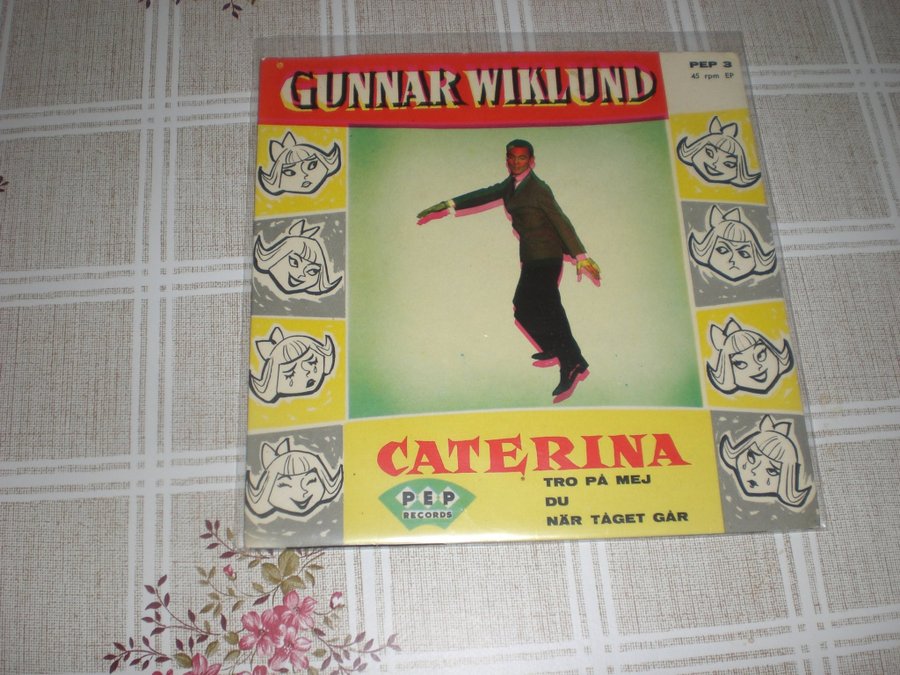 GUNNAR WIKLUND
PEP 3
45 rpm EP
CATERINA
TRO PÅ MEJ
DU
NÄR TÅGET GÅR
PEP
RECORDS